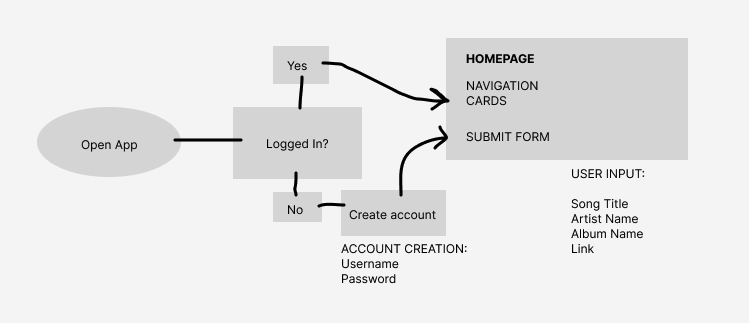 Yes
HOMEPAGE
NAVIGATION
CARDS
Open App
Logged In?
SUBMIT FORM
No
Create account
USER INPUT:
Song Title
Artist Name
Album Name
Link
ACCOUNT CREATION:
Username
Password